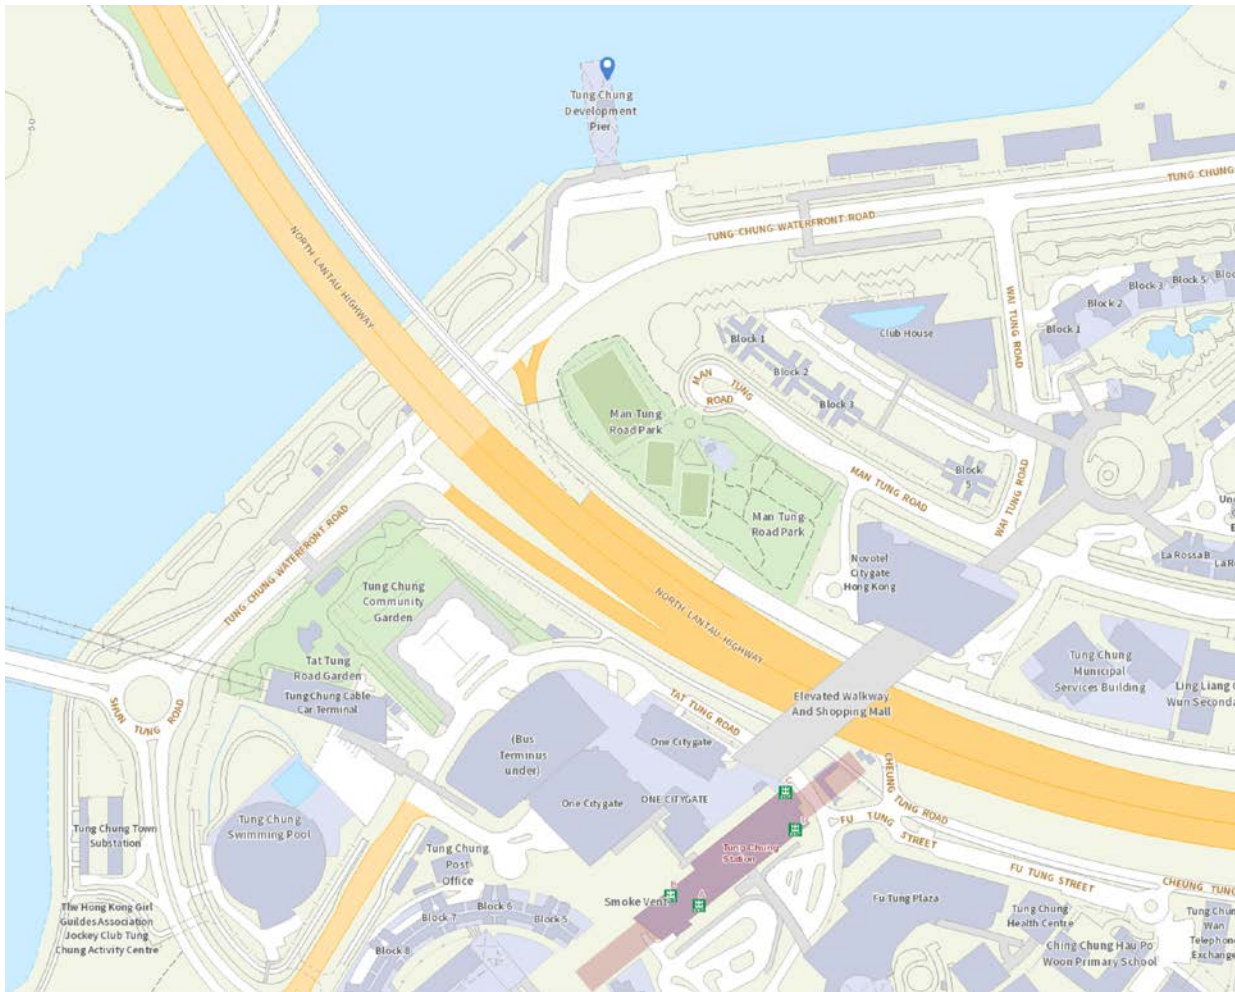 50
Tung Chung
Development
Pier
TUNG CHUNG
TUNG CHUNG WATERFRONT ROAD
NORTH LANTAU HIGHWAY
WAI TUNG ROAD
Block 5
Block 3
Block 2
Block 1
Club House
Block 1
Block 2
Block 3
MAN TUNG
ROAD
Man Tung
Road Park
Block
5
MAN TUNG ROAD
WAI TUNG ROAD
Man Tung
Road Park
TUNG CHUNG WATERFRONT ROAD
La Rossa B
Novotel
Citygate
Hong Kong
Tung Chung
Community
Garden
NORTH LANTAU HIGHWAY
Tat Tung
Road Garden
Tung Chung Cable
Car Terminal
SHUN TUNG ROAD
TAT TUNG ROAD
Elevated Walkway
And Shopping Mall
Tung Chung
Municipal
Services Building
Ling Liang
Wun Seconda
(Bus
Terminus
under)
One Citygate
One Citygate
ONE CITYGATE
CHEUNG TUNG ROAD
FU TUNG STREET
Tung Chung
Station
FU TUNG STREET
CHEUNG TUNG
Tung Chung Town
Substation
Tung Chung
Swimming Pool
Tung Chung
Post
Office
Smoke Vent
A
Fu Tung Plaza
Block 6
Block 7
Block 5
Block 8
The Hong Kong Girl
Guildes Association
Jockey Club Tung
Chung Activity Centre
Tung Chung
Health Centre
Ching Chung Hau Po
Woon Primary School
Tung Chun
Wan
Telephone
Exchange